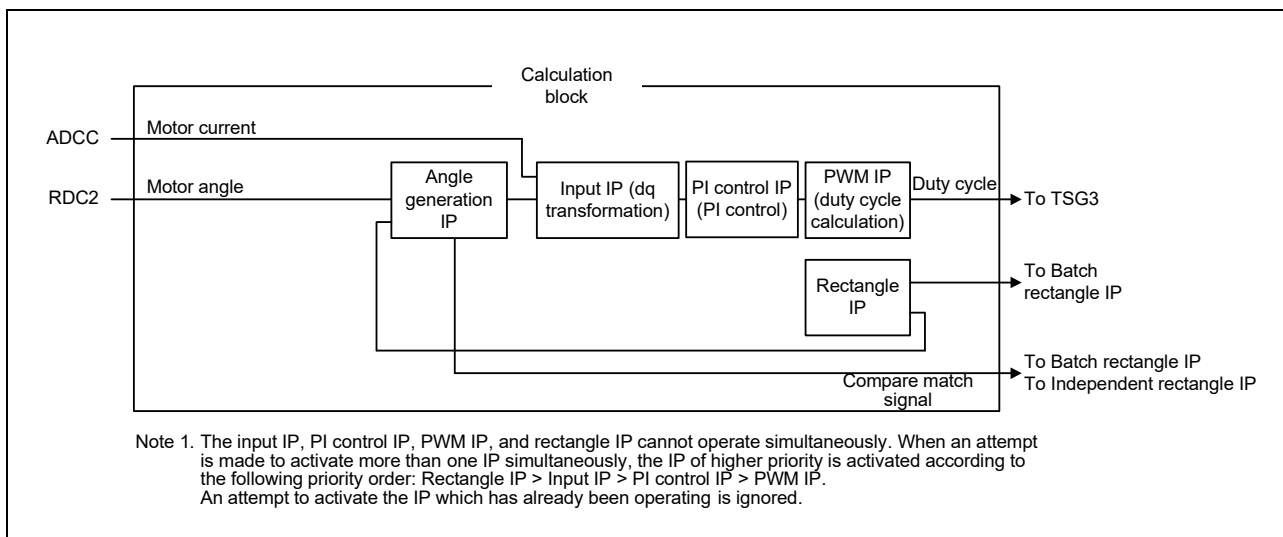 Calculation
block
ADCC
Motor current
RDC2
Motor angle
Angle
generation
IP
Input IP (dq
transformation)
PI control IP
(PI control)
PWM IP
(duty cycle
calculation)
Duty cycle
To TSG3
Rectangle
IP
To Batch
rectangle IP
Compare match
signal
To Batch rectangle IP
To Independent rectangle IP
Note 1. The input IP, PI control IP, PWM IP, and rectangle IP cannot operate simultaneously. When an attempt
is made to activate more than one IP simultaneously, the IP of higher priority is activated according to
the following priority order: Rectangle IP > Input IP > PI control IP > PWM IP.
An attempt to activate the IP which has already been operating is ignored.